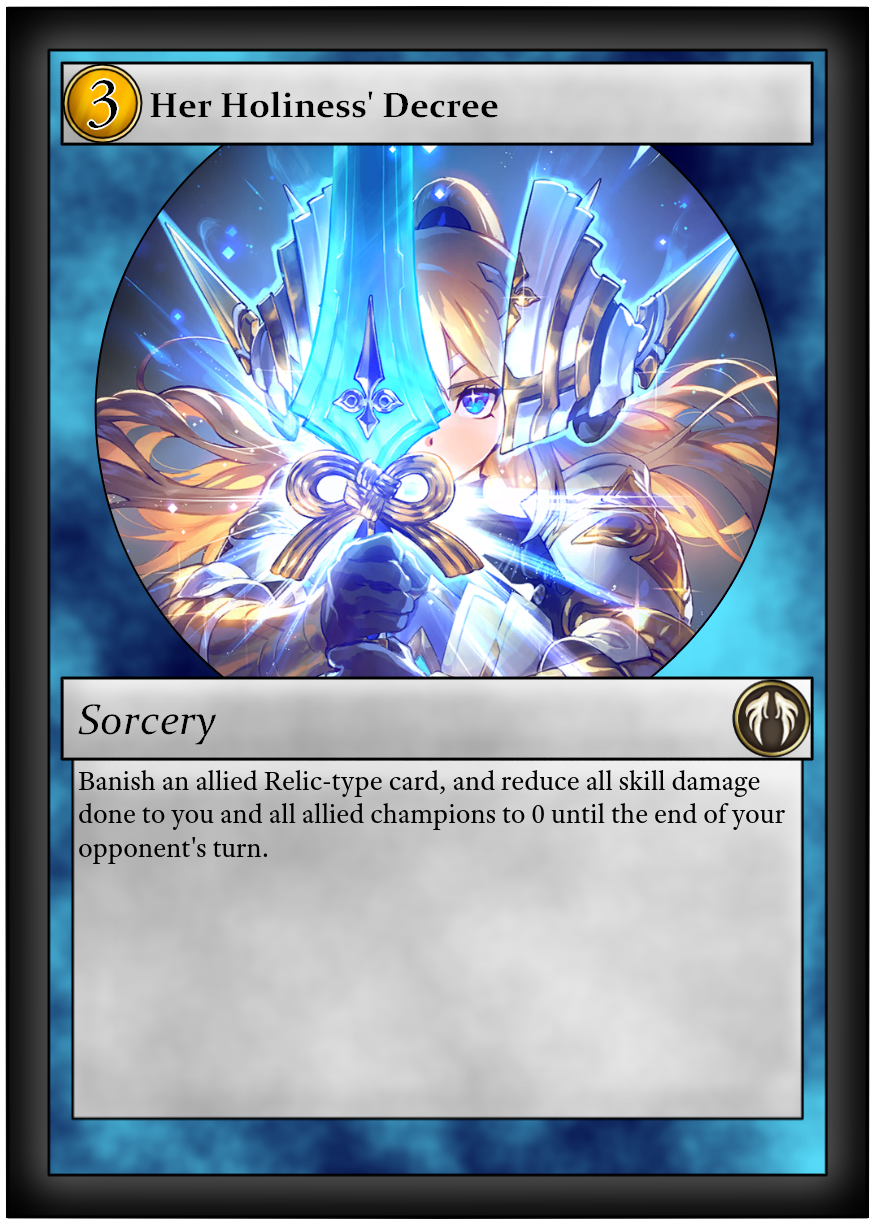 3 Her Holiness' Decree
Sorcery
Banish an allied Relic-type card, and reduce all skill damage
done to you and all allied champions to 0 until the end of your
opponent's turn.